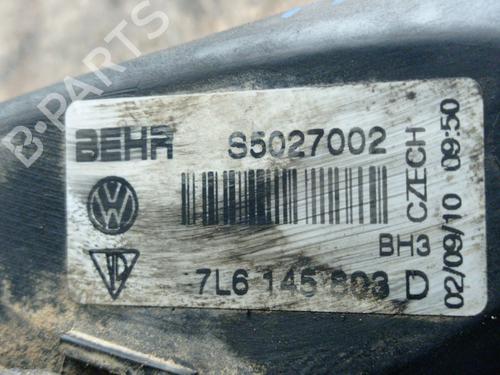 B-PARTS
BEHR S5027002
BH3
7L6 145 803 D
CZECH
02/09/10 09:50